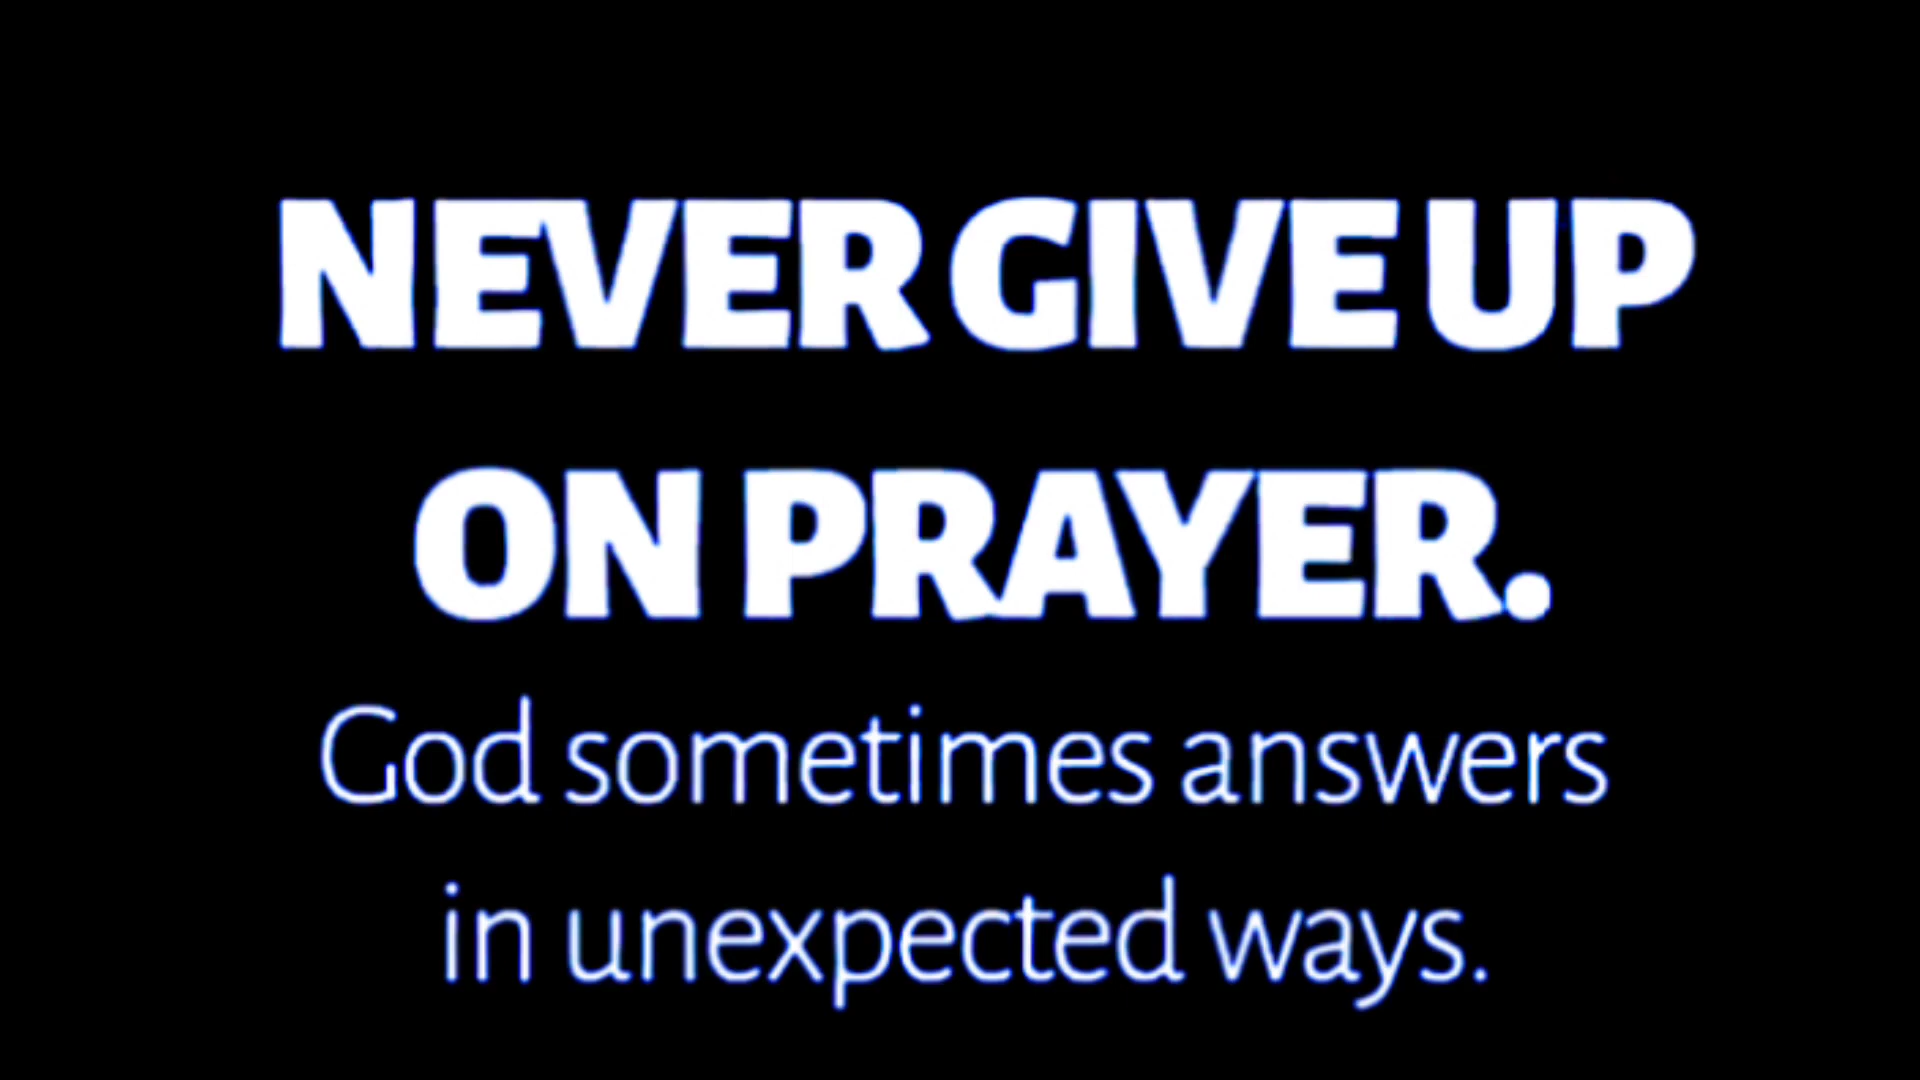 NEVER GIVE UP
ON PRAYER.
God sometimes answers
in unexpected ways.